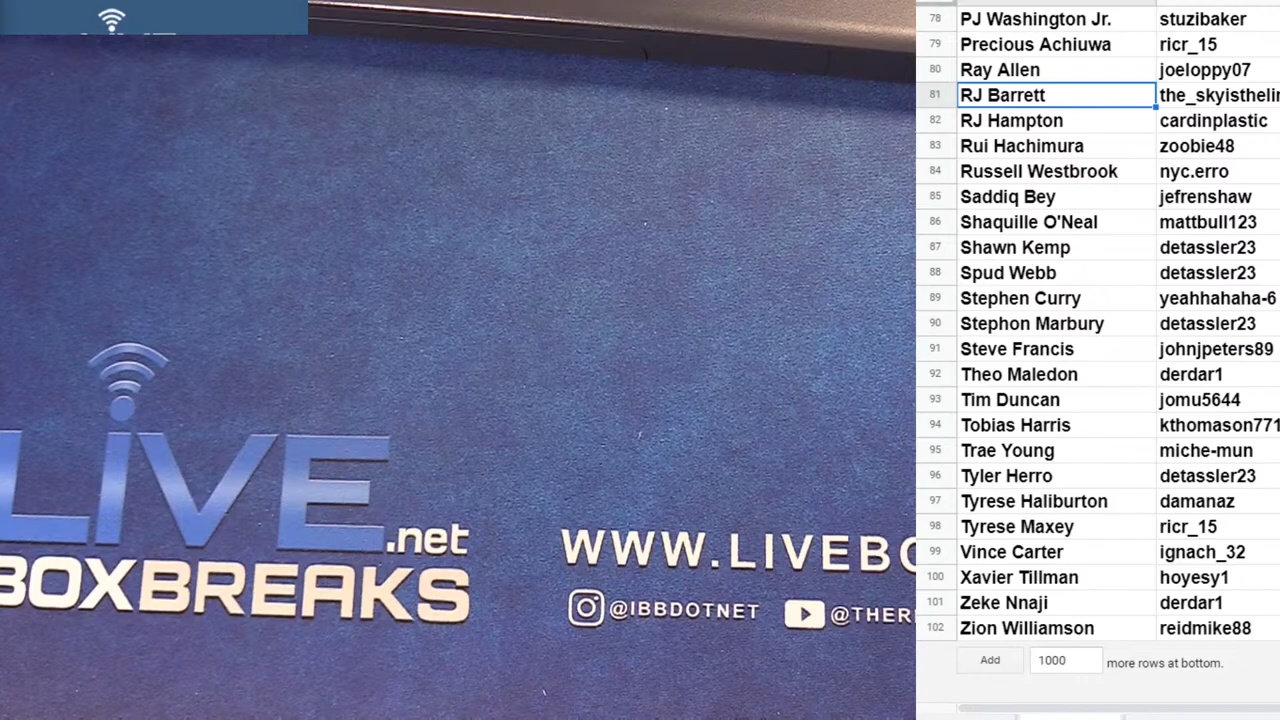 LiVE.net
BOXBREAKS
@IBBDOTNET
78 PJ Washington Jr. stuzibaker
79 Precious Achiuwa ricr_15
80 Ray Allen joeloppy07
81 RJ Barrett
82 RJ Hampton cardinplastic
83 Rui Hachimura zoobie48
84 Russell Westbrook nyc.erro
85 Saddiq Bey jefrenshaw
86 Shaquille O'Neal mattbull123
87 Shawn Kemp detassler23
88 Spud Webb detassler23
89 Stephen Curry yeahhahaha-6
90 Stephon Marbury detassler23
91 Steve Francis johnjpeters89
92 Theo Maledon derdar1
93 Tim Duncan jomu5644
94 Tobias Harris kthomason771
95 Trae Young miche-mun
96 Tyler Herro detassler23
97 Tyrese Haliburton damanaz
98 Tyrese Maxey ricr_15
99 Vince Carter ignach_32
100 Xavier Tillman hoyesy1
101 Zeke Nnaji derdar1
102 Zion Williamson reidmike88
Add 1000 more rows at bottom.